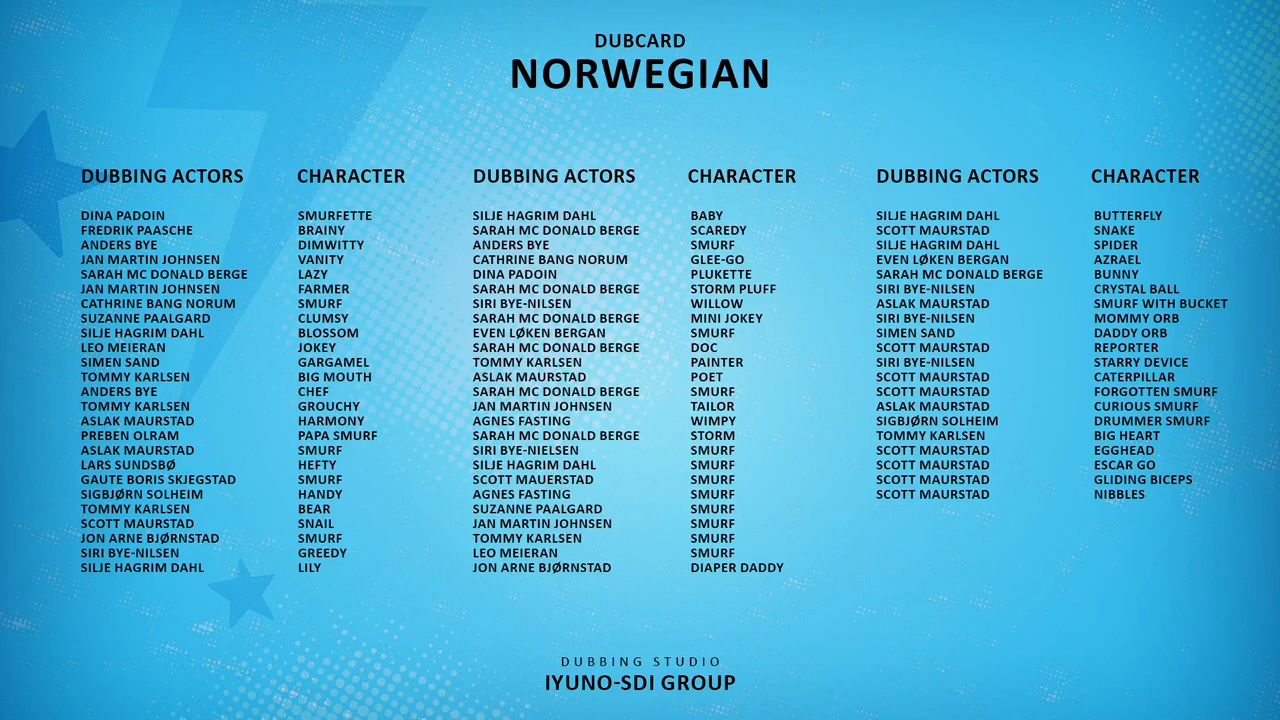 DUBCARD
NORWEGIAN
DUBBING ACTORS CHARACTER
DINA PADOIN SMURFETTE
FREDRIK PAASCHE BRAINY
ANDERS BYE DIMWITTY
JAN MARTIN JOHNSEN VANITY
SARAH MC DONALD BERGE LAZY
JAN MARTIN JOHNSEN FARMER
CATHRINE BANG NORUM SMURF
SUZANNE PAALGARD CLUMSY
SILJE HAGRIM DAHL BLOSSOM
LEO MEIERAN JOKEY
SIMEN SAND GARGAMEL
TOMMY KARLSEN BIG MOUTH
ANDERS BYE CHEF
TOMMY KARLSEN GROUCHY
ASLAK MAURSTAD HARMONY
PREBEN OLRAM PAPA SMURF
ASLAK MAURSTAD SMURF
LARS SUNDSBØ HEFTY
GAUTE BORIS SKJEGSTAD SMURF
SIGBJØRN SOLHEIM HANDY
TOMMY KARLSEN BEAR
SCOTT MAURSTAD SNAIL
JON ARNE BJØRNSTAD SMURF
SIRI BYE-NILSEN GREEDY
SILJE HAGRIM DAHL LILY
DUBBING ACTORS CHARACTER
SILJE HAGRIM DAHL BABY
SARAH MC DONALD BERGE SCAREDY
ANDERS BYE SMURF
CATHRINE BANG NORUM GLEE-GO
DINA PADOIN PLUKETTE
SARAH MC DONALD BERGE STORM PLUFF
SIRI BYE-NILSEN WILLOW
SARAH MC DONALD BERGE MINI JOKEY
EVEN LØKEN BERGAN SMURF
SARAH MC DONALD BERGE DOC
TOMMY KARLSEN PAINTER
ASLAK MAURSTAD POET
SARAH MC DONALD BERGE SMURF
JAN MARTIN JOHNSEN TAILOR
AGNES FASTING WIMPY
SARAH MC DONALD BERGE STORM
SIRI BYE-NIELSEN SMURF
SILJE HAGRIM DAHL SMURF
SCOTT MAUERSTAD SMURF
AGNES FASTING SMURF
SUZANNE PAALGARD SMURF
JAN MARTIN JOHNSEN SMURF
TOMMY KARLSEN SMURF
LEO MEIERAN SMURF
JON ARNE BJØRNSTAD DIAPER DADDY
DUBBING ACTORS CHARACTER
SILJE HAGRIM DAHL BUTTERFLY
SCOTT MAURSTAD SNAKE
SILJE HAGRIM DAHL SPIDER
EVEN LØKEN BERGAN AZRAEL
SARAH MC DONALD BERGE BUNNY
SIRI BYE-NILSEN CRYSTAL BALL
ASLAK MAURSTAD SMURF WITH BUCKET
SIRI BYE-NILSEN MOMMY ORB
SIMEN SAND DADDY ORB
SCOTT MAURSTAD REPORTER
SIRI BYE-NILSEN STARRY DEVICE
SCOTT MAURSTAD CATERPILLAR
SCOTT MAURSTAD FORGOTTEN SMURF
ASLAK MAURSTAD CURIOUS SMURF
SIGBJØRN SOLHEIM DRUMMER SMURF
TOMMY KARLSEN BIG HEART
SCOTT MAURSTAD EGGHEAD
SCOTT MAURSTAD ESCAR GO
SCOTT MAURSTAD GLIDING BICEPS
SCOTT MAURSTAD NIBBLES
DUBBING STUDIO
IYUNO-SDI GROUP